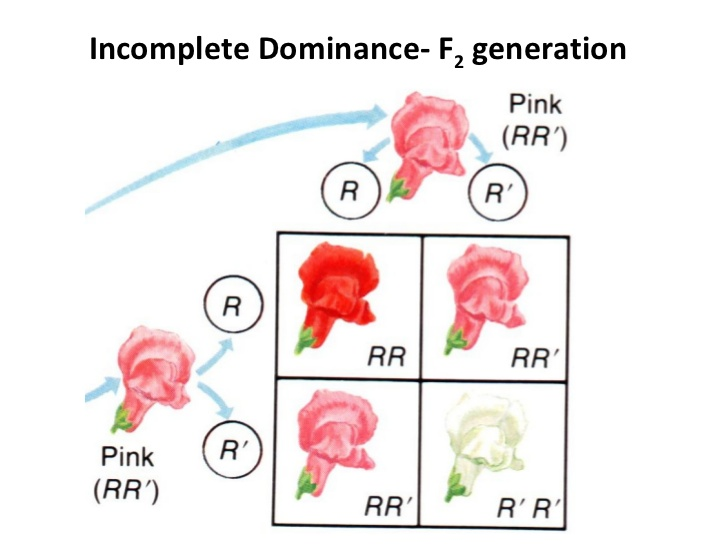 Incomplete Dominance- F₂ generation
Pink
(RR′)
R
R′
R
RR
RR′
R′
Pink
(RR′)
RR′
R′ R′